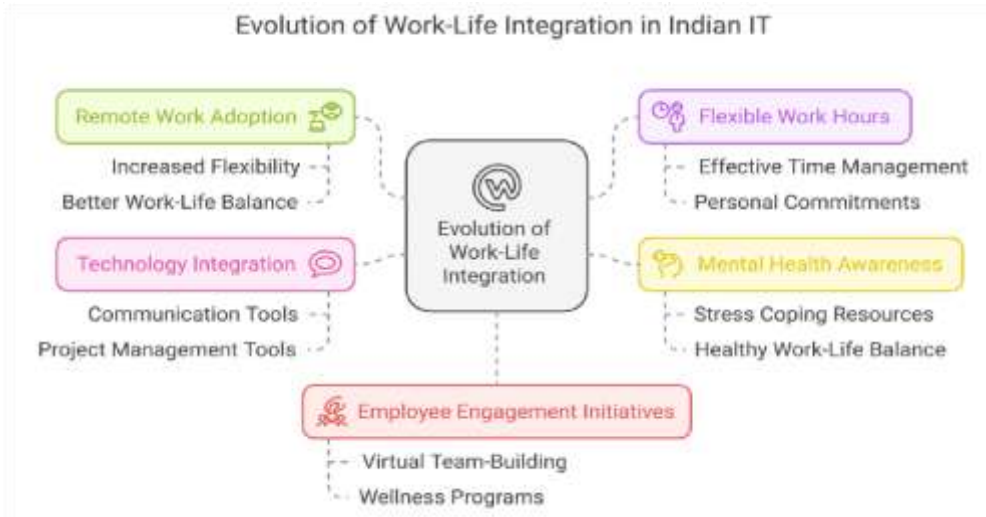 Evolution of Work-Life Integration in Indian IT
Remote Work Adoption
Increased Flexibility
Better Work-Life Balance
Technology Integration
Communication Tools
Project Management Tools
Evolution of
Work-Life
Integration
Flexible Work Hours
Effective Time Management
Personal Commitments
Mental Health Awareness
Stress Coping Resources
Healthy Work-Life Balance
Employee Engagement Initiatives
Virtual Team-Building
Wellness Programs